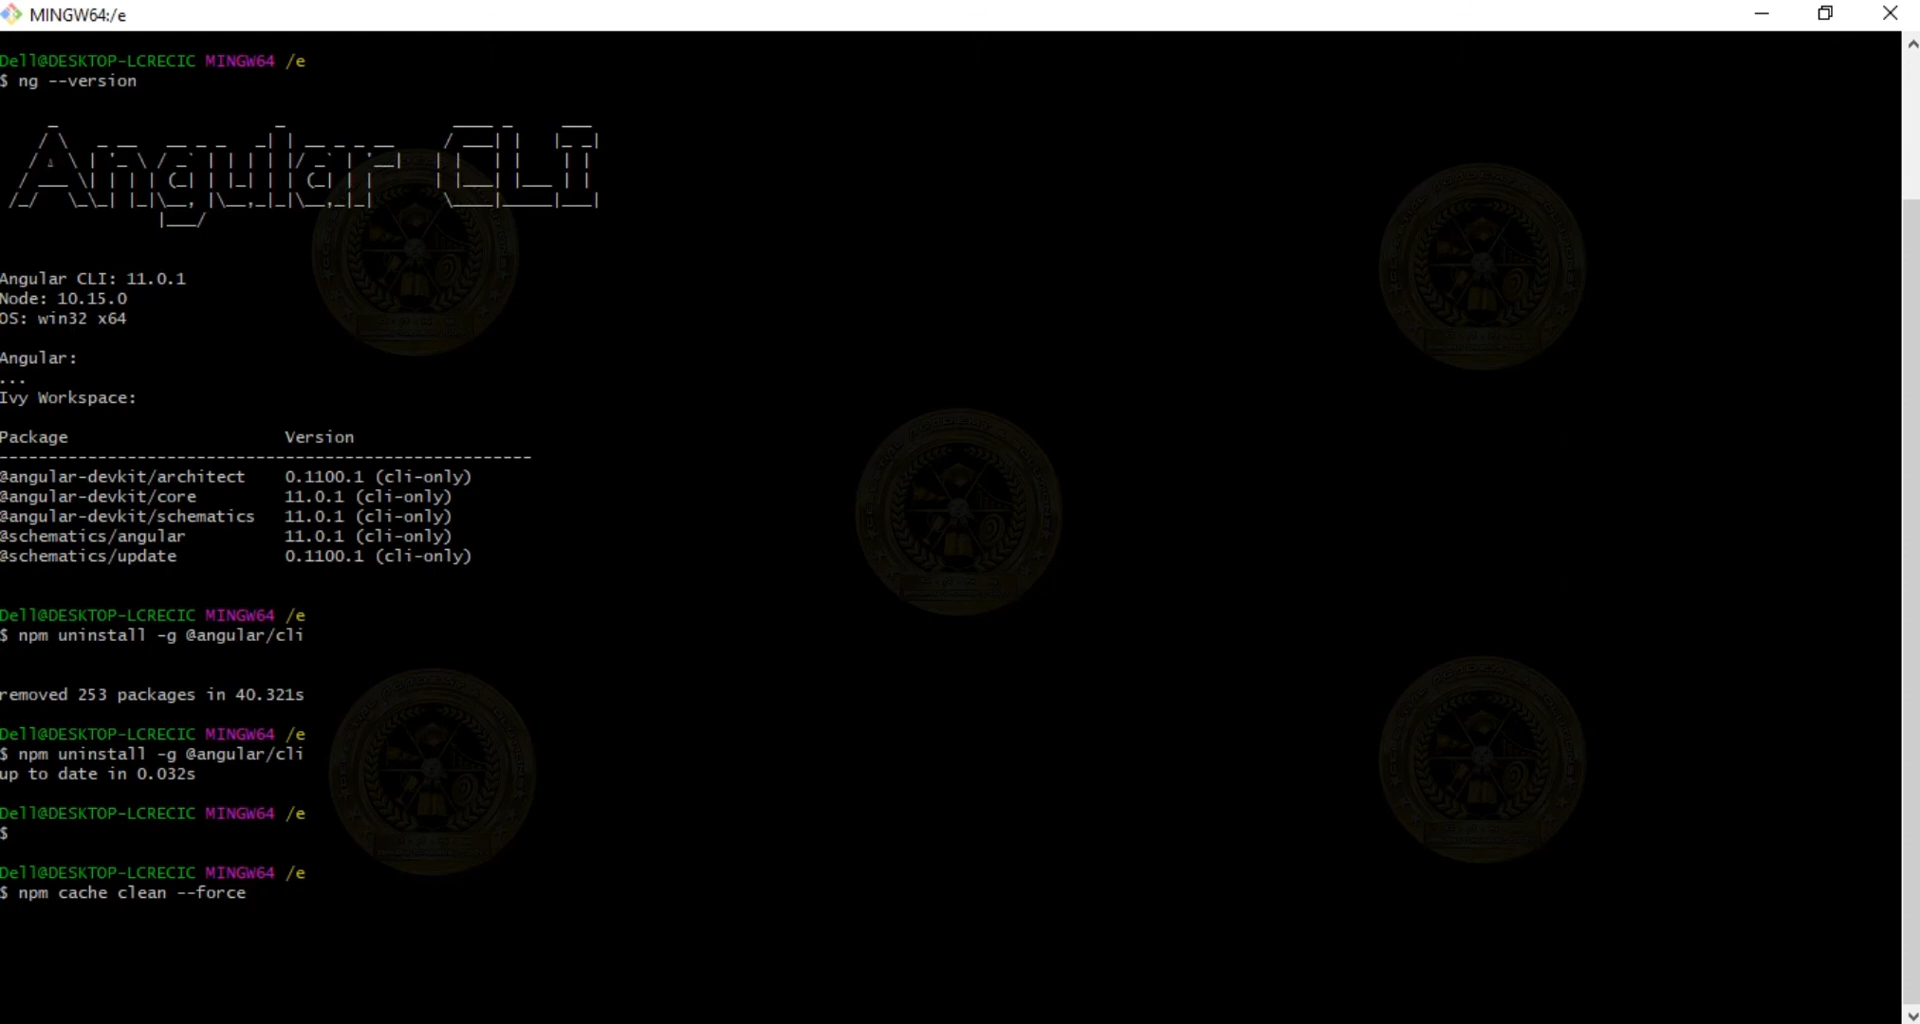 MINGW64:/e
Dell@DESKTOP-LCRECIC MINGW64 /e
$ ng --version
Angular CLI
Angular CLI: 11.0.1
Node: 10.15.0
OS: win32 x64
Angular:
...
Ivy Workspace:
Package                      Version
------------------------------------------------------
@angular-devkit/architect    0.1100.1 (cli-only)
@angular-devkit/core         11.0.1 (cli-only)
@angular-devkit/schematics   11.0.1 (cli-only)
@schematics/angular          11.0.1 (cli-only)
@schematics/update           0.1100.1 (cli-only)
Dell@DESKTOP-LCRECIC MINGW64 /e
$ npm uninstall -g @angular/cli
removed 253 packages in 40.321s
Dell@DESKTOP-LCRECIC MINGW64 /e
$ npm uninstall -g @angular/cli
up to date in 0.032s
Dell@DESKTOP-LCRECIC MINGW64 /e
$
Dell@DESKTOP-LCRECIC MINGW64 /e
$ npm cache clean --force